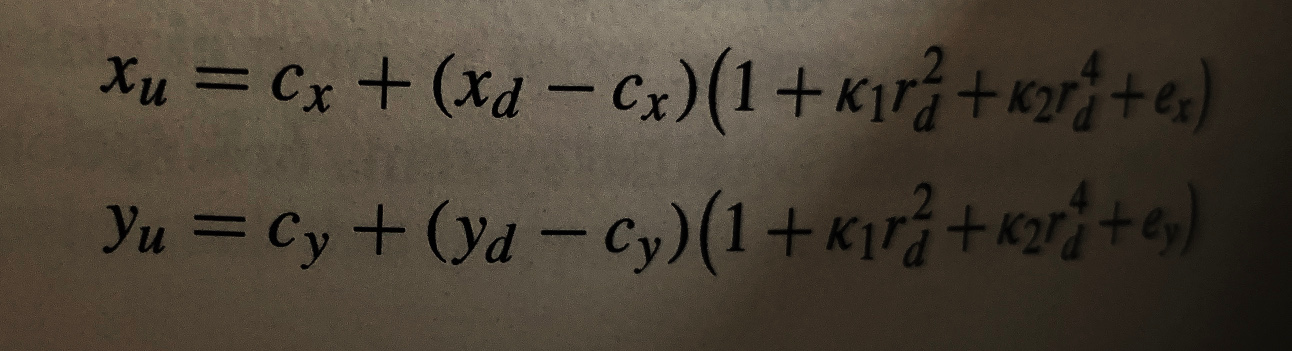 x_u = c_x + (x_d − c_x)(1 + κ_1 r_d^2 + κ_2 r_d^4 + e_x)
y_u = c_y + (y_d − c_y)(1 + κ_1 r_d^2 + κ_2 r_d^4 + e_y)